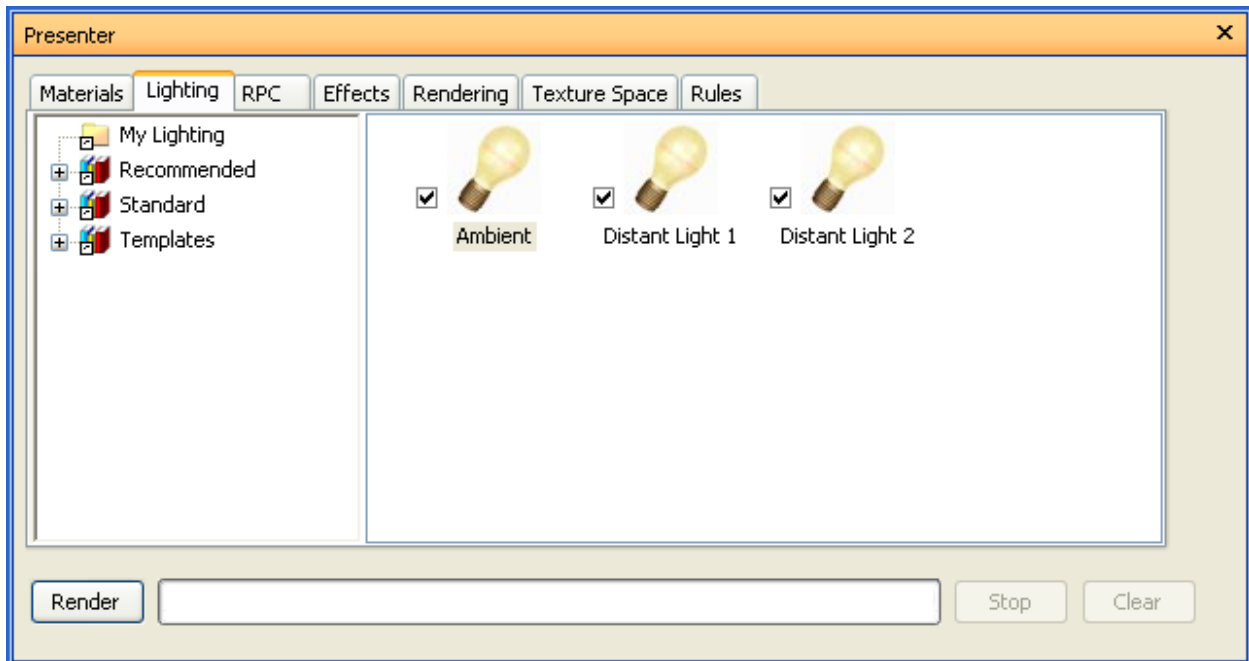 Presenter
Materials Lighting RPC Effects Rendering Texture Space Rules
My Lighting
Recommended
Standard
Templates
Ambient Distant Light 1 Distant Light 2
Render Stop Clear